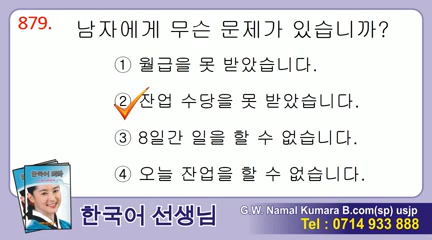 879. 남자에게 무슨 문제가 있습니까?
① 월급을 못 받았습니다.
② 잔업 수당을 못 받았습니다.
③ 8일간 일을 할 수 없습니다.
④ 오늘 잔업을 할 수 없습니다.
한국어 선생님
G.W. Namal Kumara B.com(sp) usjp
Tel : 0714 933 888